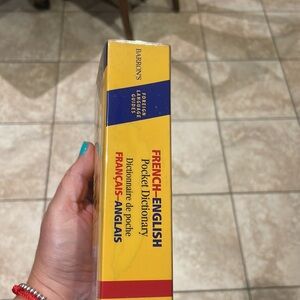 BARRON'S
FOREIGN
LANGUAGE
GUIDES
FRENCH–ENGLISH
Pocket Dictionary
Dictionnaire de poche
FRANÇAIS–ANGLAIS